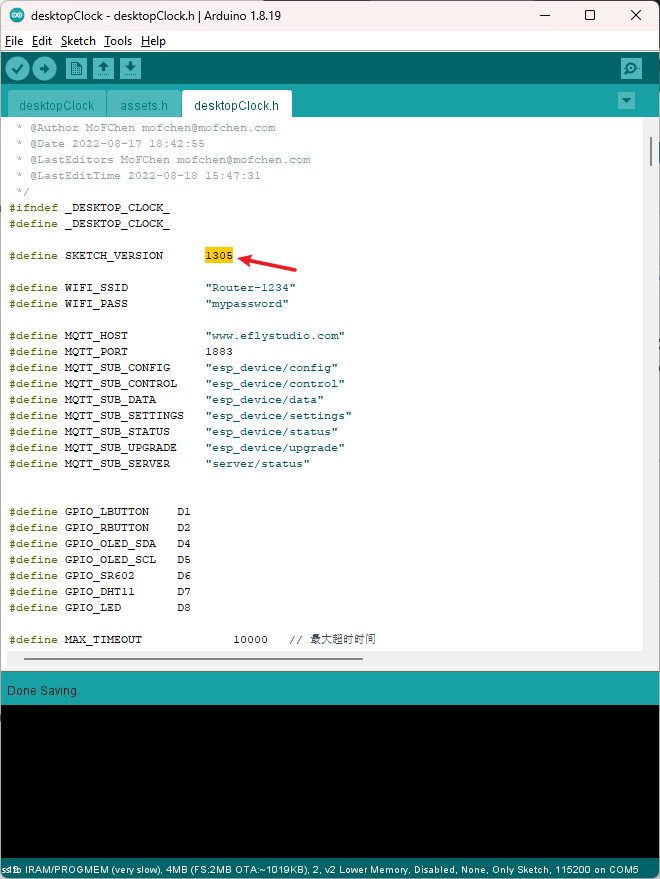 desktopClock - desktopClock.h | Arduino 1.8.19
File Edit Sketch Tools Help
desktopClock assets.h desktopClock.h
* @Author MoFChen mofchen@mofchen.com
* @Date 2022-08-17 18:42:55
* @LastEditors MoFChen mofchen@mofchen.com
* @LastEditTime 2022-08-18 15:47:31
*/
#ifndef _DESKTOP_CLOCK_
#define _DESKTOP_CLOCK_
#define SKETCH_VERSION 1305
#define WIFI_SSID "Router-1234"
#define WIFI_PASS "mypassword"
#define MQTT_HOST "www.eflystudio.com"
#define MQTT_PORT 1883
#define MQTT_SUB_CONFIG "esp_device/config"
#define MQTT_SUB_CONTROL "esp_device/control"
#define MQTT_SUB_DATA "esp_device/data"
#define MQTT_SUB_SETTINGS "esp_device/settings"
#define MQTT_SUB_STATUS "esp_device/status"
#define MQTT_SUB_UPGRADE "esp_device/upgrade"
#define MQTT_SUB_SERVER "server/status"
#define GPIO_LBUTTON D1
#define GPIO_RBUTTON D2
#define GPIO_OLED_SDA D4
#define GPIO_OLED_SCL D5
#define GPIO_SR602 D6
#define GPIO_DHT11 D7
#define GPIO_LED D8
#define MAX_TIMEOUT 10000 // 最大超时时间
Done Saving.
IRAM/PROGMEM (very slow), 4MB (FS:2MB OTA:~1019KB), 2, v2 Lower Memory, Disabled, None, Only Sketch, 115200 on COM5